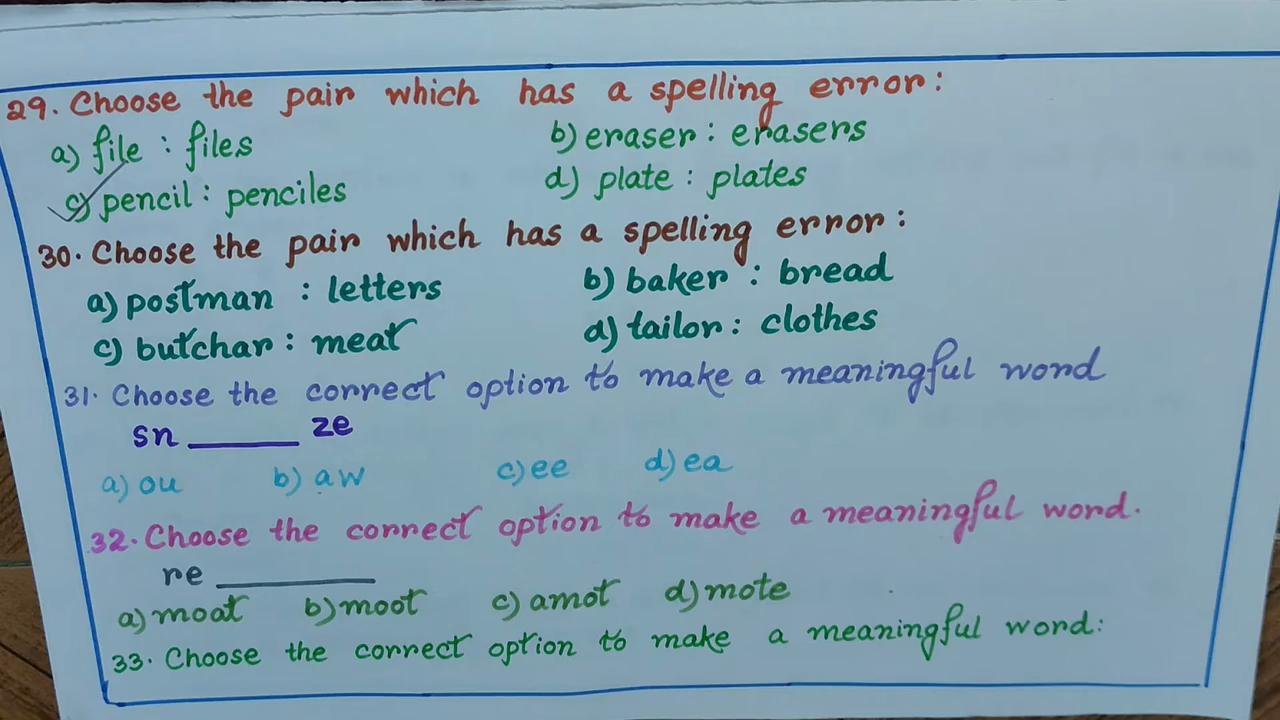 29. Choose the pair which has a spelling error:
a) file : files b) eraser : erasers
c) pencil : penciles d) plate : plates
30. Choose the pair which has a spelling error:
a) postman : letters b) baker : bread
c) butchar : meat d) tailor : clothes
31. Choose the correct option to make a meaningful word
sn ______ ze
a) ou b) aw c) ee d) ea
32. Choose the correct option to make a meaningful word.
re ________
a) moat b) moot c) amot d) mote
33. Choose the correct option to make a meaningful word: